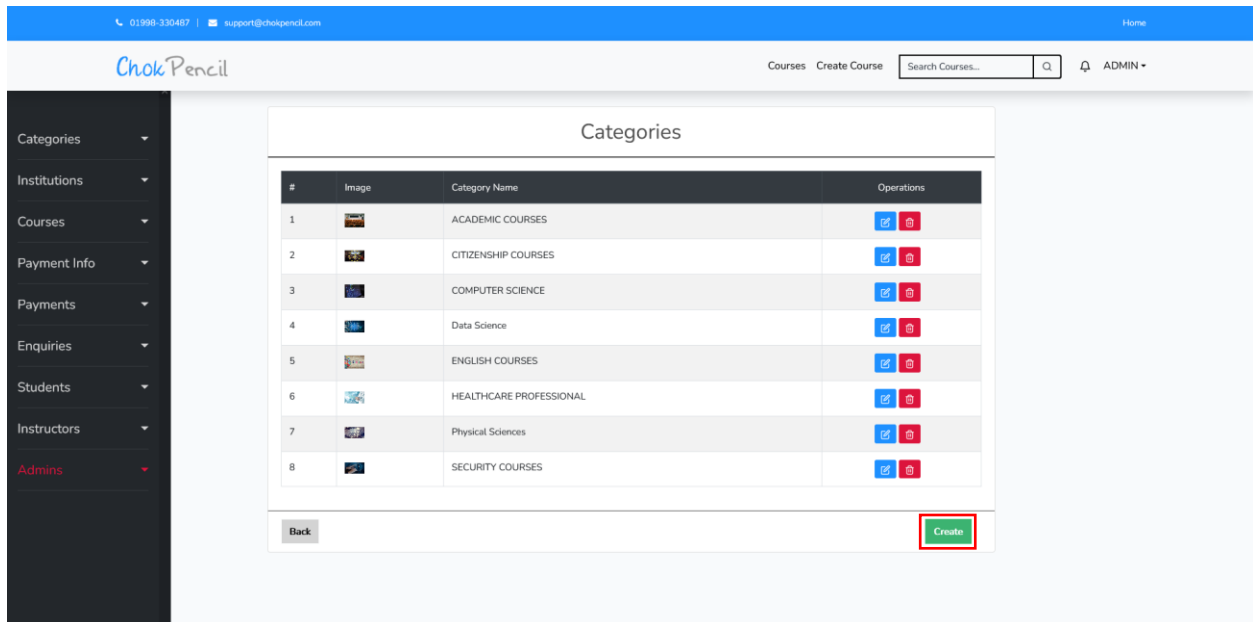 01998-330487 | support@chokpencil.com Home
ChokPencil Courses Create Course Search Courses... ADMIN
Categories
Institutions
Courses
Payment Info
Payments
Enquiries
Students
Instructors
Admins
Categories
# Image Category Name Operations
1 ACADEMIC COURSES
2 CITIZENSHIP COURSES
3 COMPUTER SCIENCE
4 Data Science
5 ENGLISH COURSES
6 HEALTHCARE PROFESSIONAL
7 Physical Sciences
8 SECURITY COURSES
Back Create